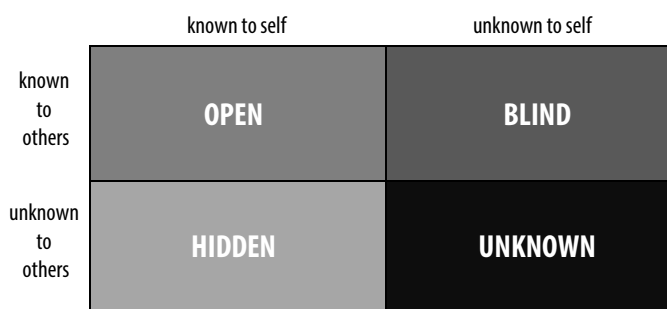 known to self
unknown to self
known
to
others
OPEN
BLIND
unknown
to
others
HIDDEN
UNKNOWN